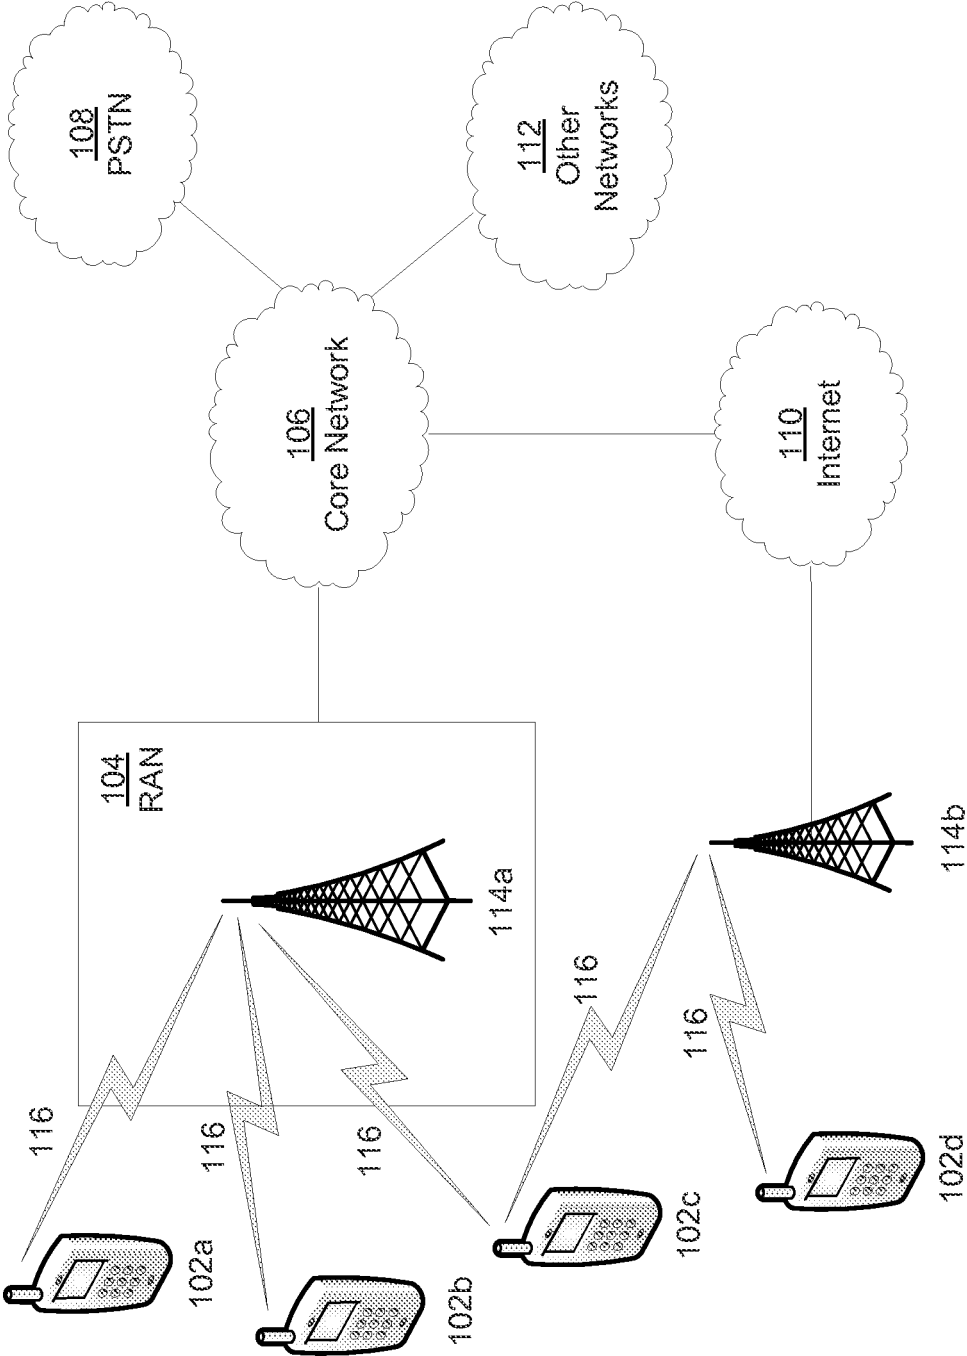 108
PSTN
112
Other
Networks
106
Core Network
110
Internet
104
RAN
114a
114b
116
116
116
116
116
102a
102b
102c
102d